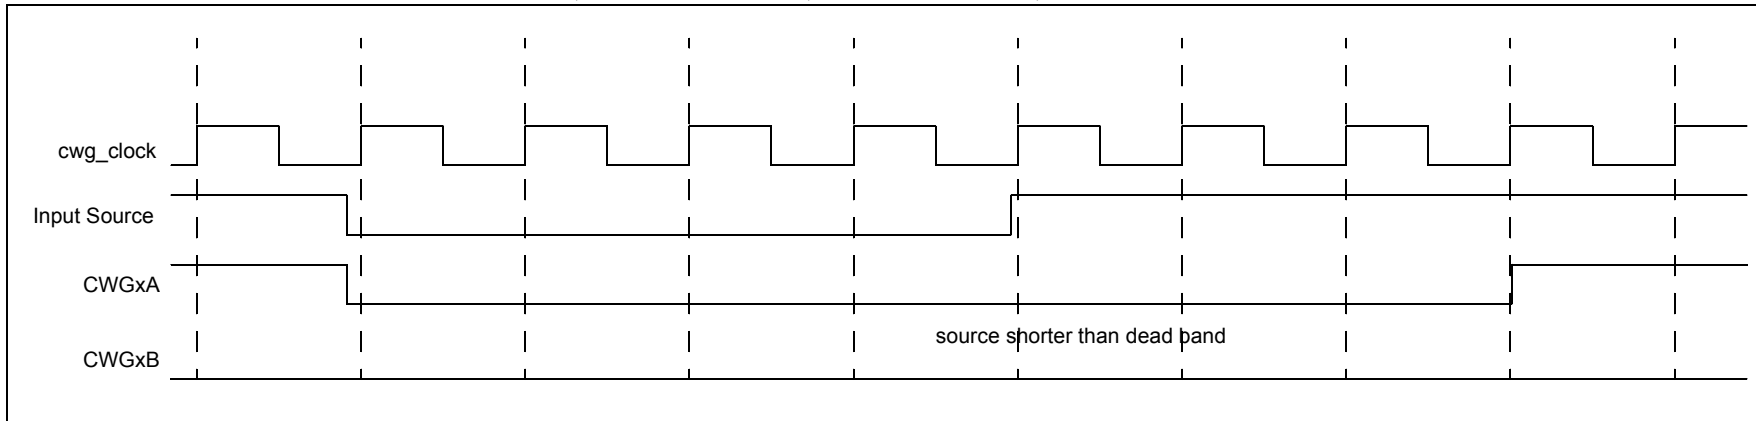 cwg_clock
Input Source
CWGxA
source shorter than dead band
CWGxB